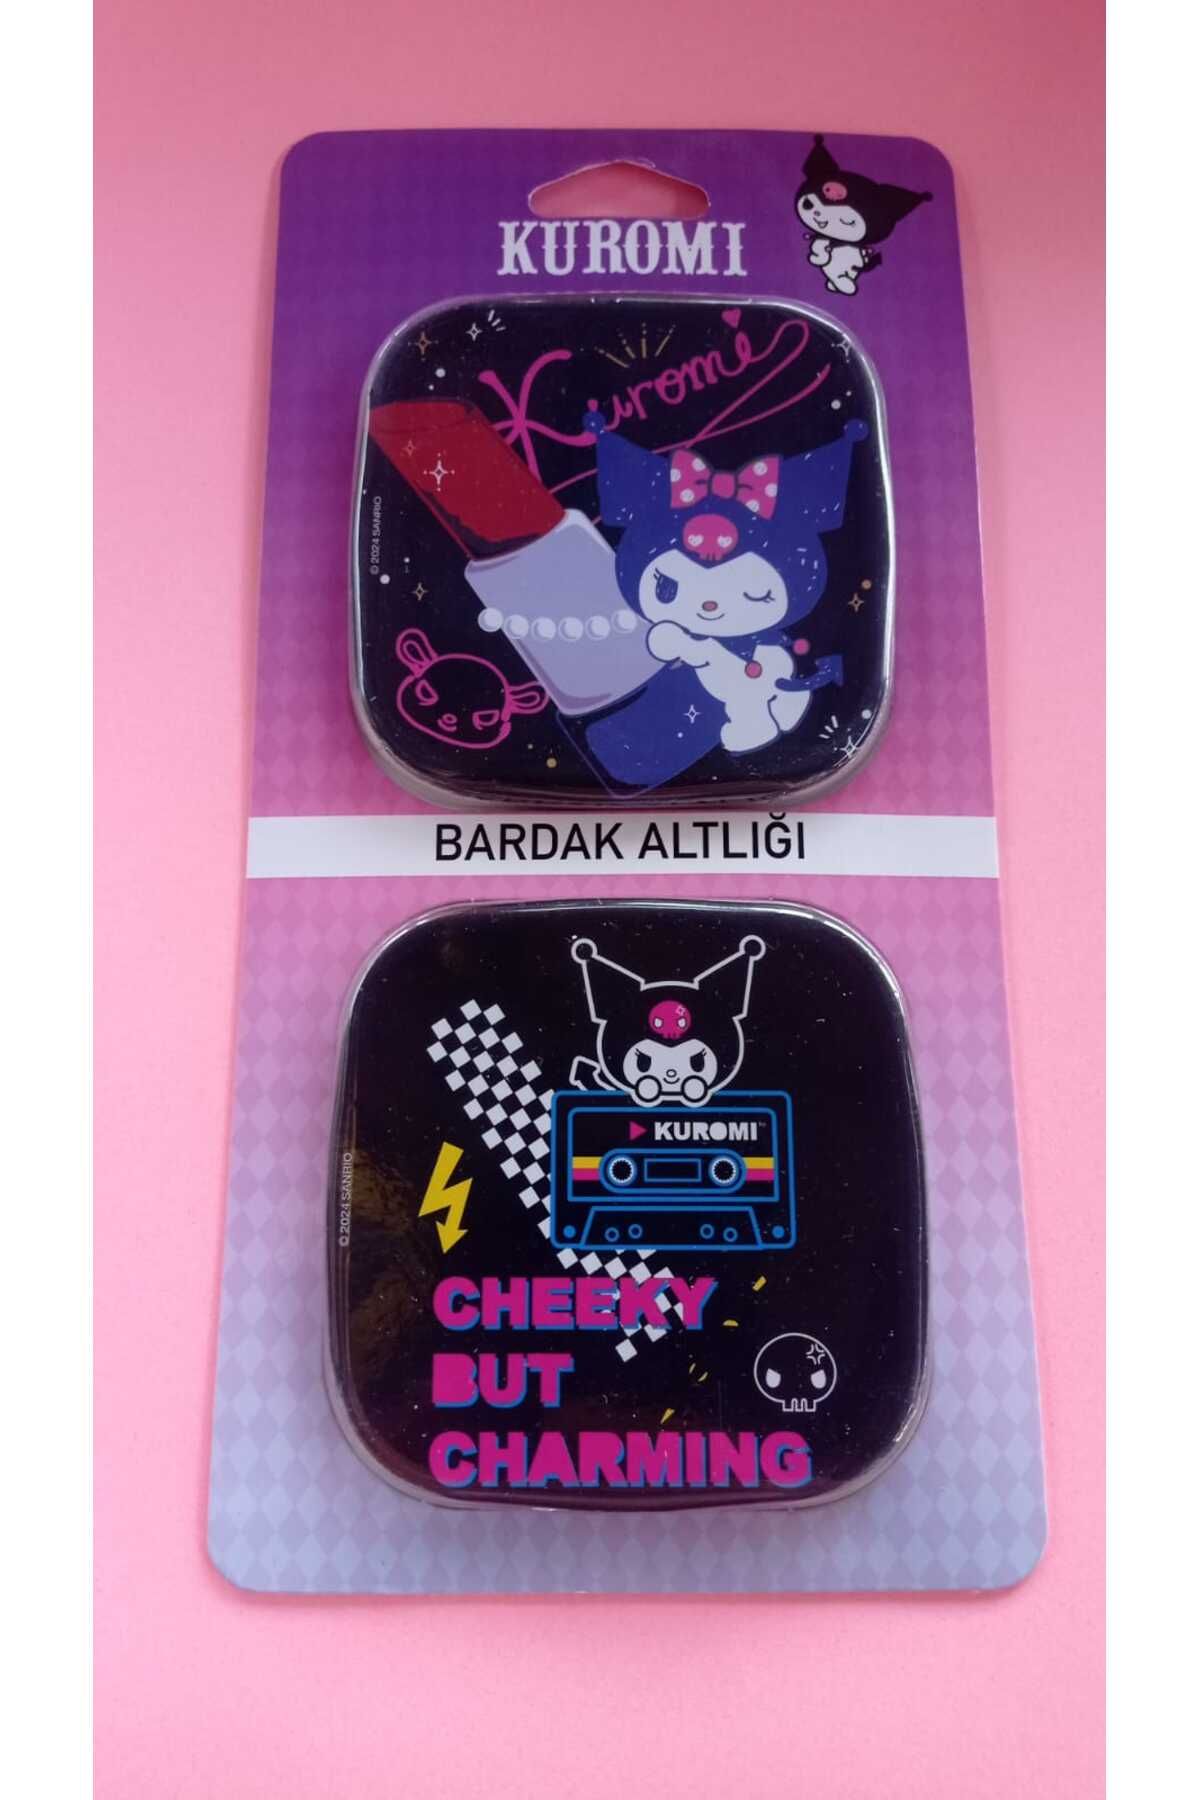 KUROMI
Kuromi
© 2024 SANRIO
BARDAK ALTLIĞI
KUROMI
© 2024 SANRIO
CHEEKY
BUT
CHARMING